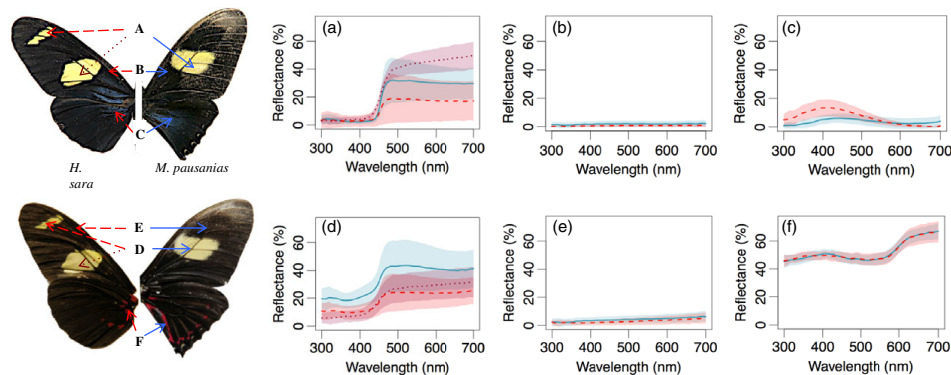 A
B
C
H.
sara
M. pausanias
E
D
F
(a)
Reflectance (%)
0 20 40 60
300 400 500 600 700
Wavelength (nm)
(b)
Reflectance (%)
0 20 40 60
300 400 500 600 700
Wavelength (nm)
(c)
Reflectance (%)
0 20 40 60
300 400 500 600 700
Wavelength (nm)
(d)
Reflectance (%)
0 20 40 60
300 400 500 600 700
Wavelength (nm)
(e)
Reflectance (%)
0 20 40 60
300 400 500 600 700
Wavelength (nm)
(f)
Reflectance (%)
0 20 40 60
300 400 500 600 700
Wavelength (nm)